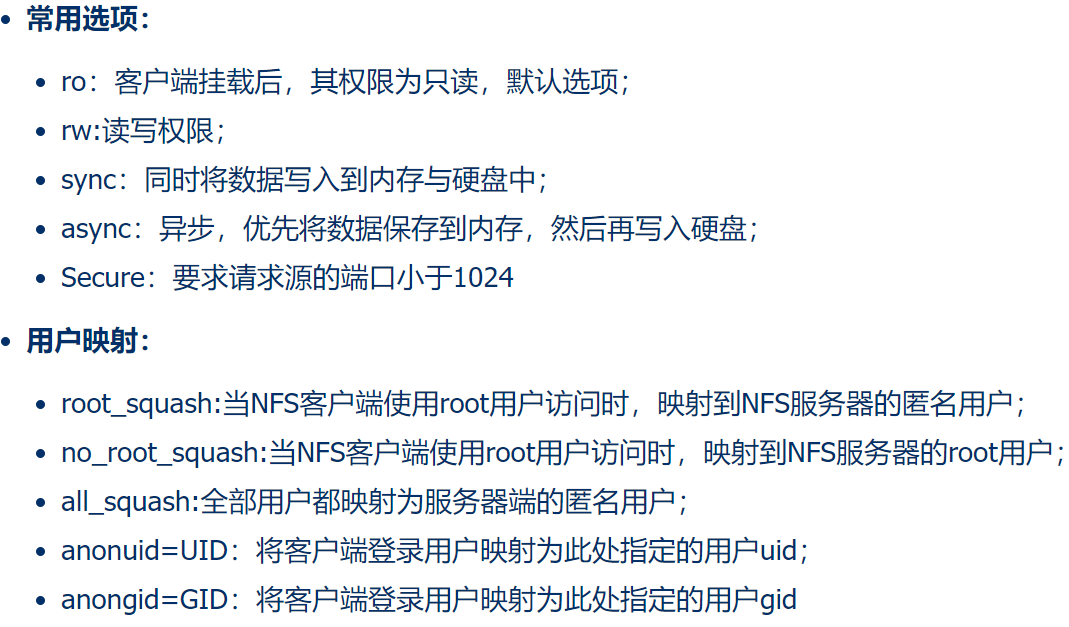 常用选项：
ro：客户端挂载后，其权限为只读，默认选项；
rw:读写权限；
sync：同时将数据写入到内存与硬盘中；
async：异步，优先将数据保存到内存，然后再写入硬盘；
Secure：要求请求源的端口小于1024
用户映射：
root_squash:当NFS客户端使用root用户访问时，映射到NFS服务器的匿名用户；
no_root_squash:当NFS客户端使用root用户访问时，映射到NFS服务器的root用户；
all_squash:全部用户都映射为服务器端的匿名用户；
anonuid=UID：将客户端登录用户映射为此处指定的用户uid；
anongid=GID：将客户端登录用户映射为此处指定的用户gid